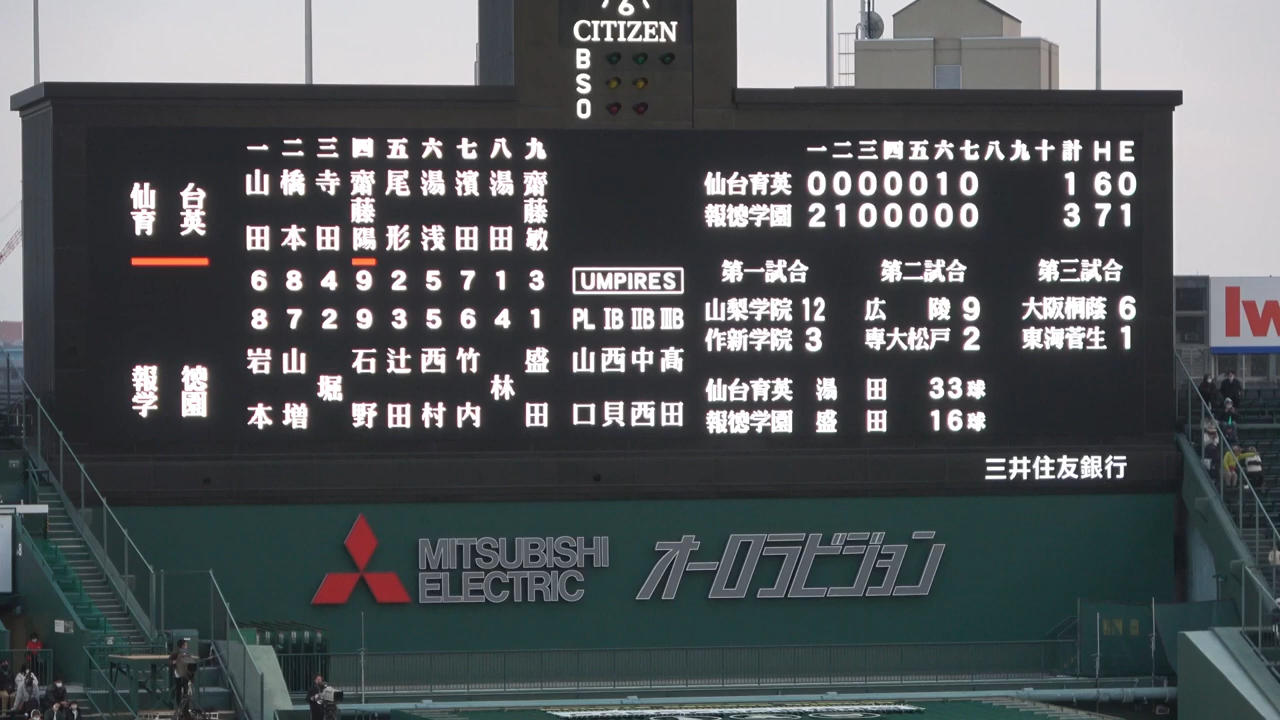 CITIZEN
B
S
O
一 二 三 四 五 六 七 八 九
仙台育英
山田 橋本 寺田 齋藤陽 尾形 湯浅 濱田 湯田 齋藤敏
6 8 4 9 2 5 7 1 3
8 7 2 9 3 5 6 4 1
報徳学園
岩本 山増 堀 石野 辻田 西村 竹内 林 盛田
UMPIRES
PL IB IIB IIIB
山口 西貝 中西 髙田
一二三四五六七八九十計HE
仙台育英 0000010 1 6 0
報徳学園 2100000 3 7 1
第一試合 第二試合 第三試合
山梨学院 12 広陵 9 大阪桐蔭 6
作新学院 3 専大松戸 2 東海菅生 1
仙台育英 湯田 33球
報徳学園 盛田 16球
三井住友銀行
MITSUBISHI
ELECTRIC
オーロラビジョン
Iw